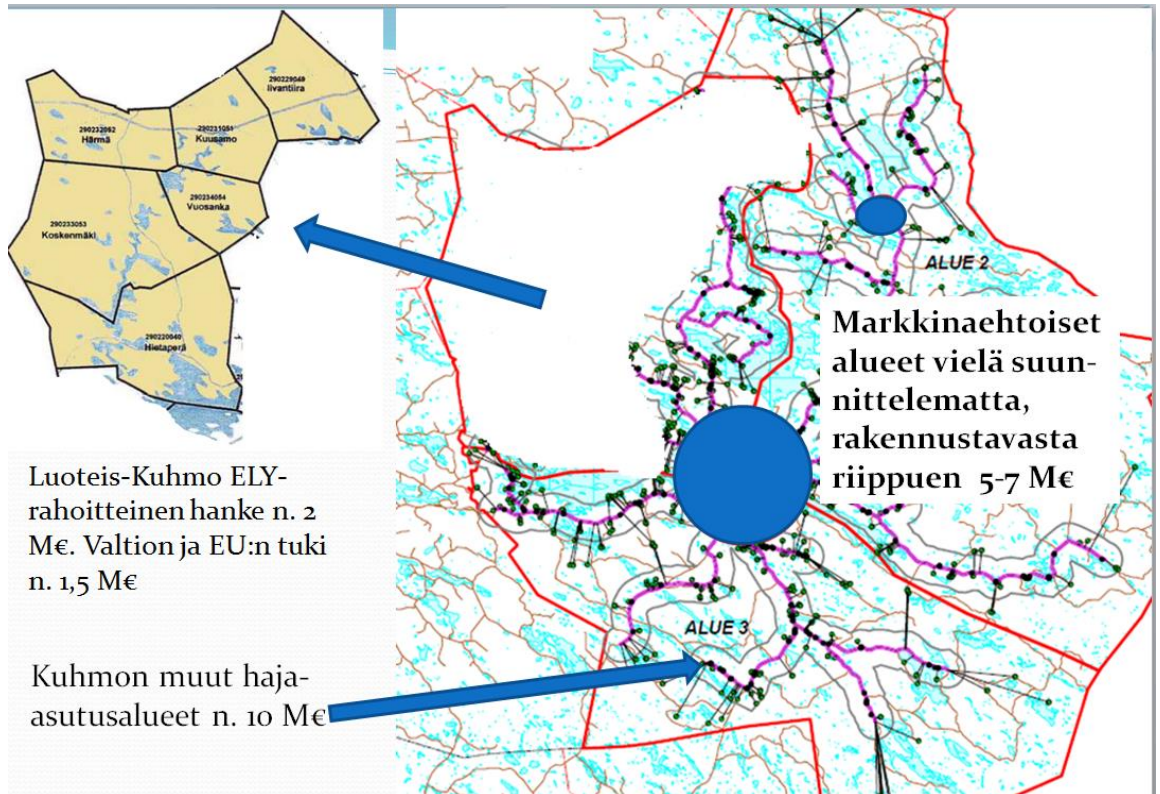 290229049
Iivantiira
290232052
Härmä
290231051
Kuusamo
290234054
Vuosanka
290233053
Koskenmäki
290220040
Hietaperä
Luoteis-Kuhmo ELY-
rahoitteinen hanke n. 2
M€. Valtion ja EU:n tuki
n. 1,5 M€
Kuhmon muut haja-
asutusalueet n. 10 M€
ALUE 2
Markkinaehtoiset
alueet vielä suun-
nittelematta,
rakennustavasta
riippuen 5-7 M€
ALUE 3